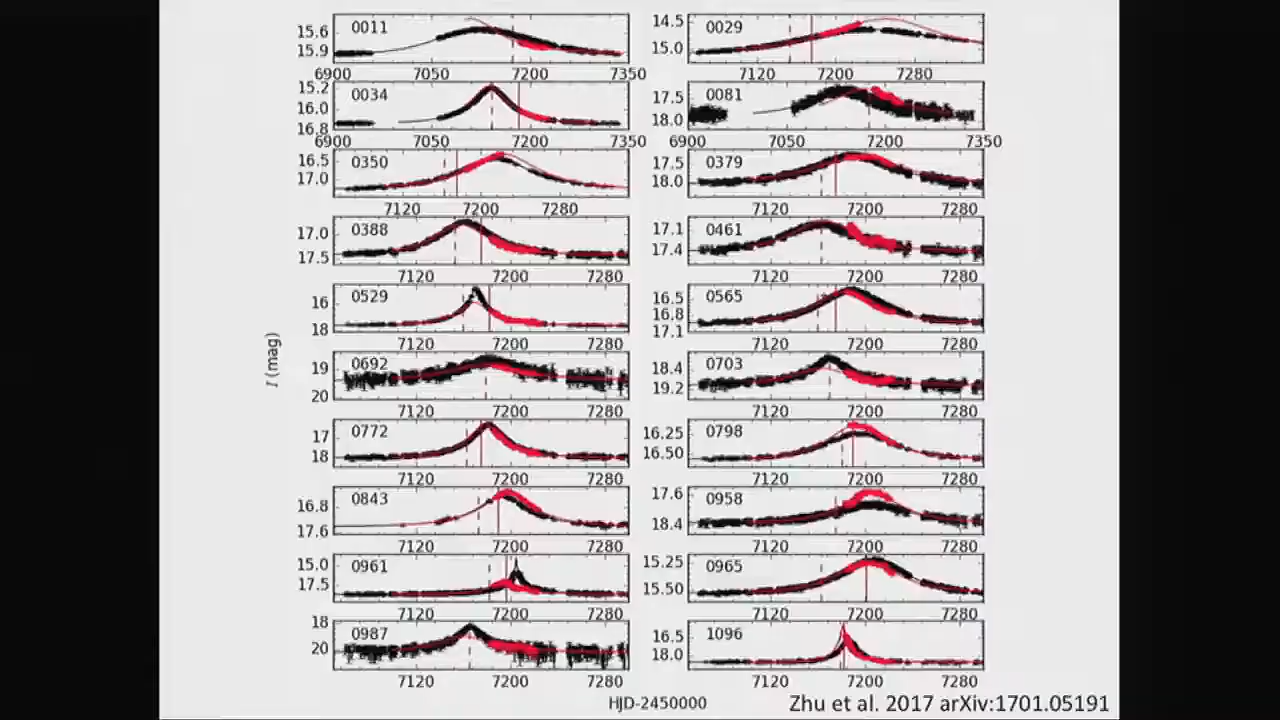 15.6 0011
15.9
6900 7050 7200 7350
14.5 0029
15.0
7120 7200 7280
15.2 0034
16.0
16.8
6900 7050 7200 7350
17.5 0081
18.0
6900 7050 7200 7350
16.5 0350
17.0
7120 7200 7280
17.5 0379
18.0
7120 7200 7280
17.0 0388
17.5
7120 7200 7280
17.1 0461
17.4
7120 7200 7280
16 0529
18
7120 7200 7280
16.5 0565
16.8
17.1
7120 7200 7280
19 0692
20
7120 7200 7280
18.4 0703
19.2
7120 7200 7280
17 0772
18
7120 7200 7280
16.25 0798
16.50
7120 7200 7280
16.8 0843
17.6
7120 7200 7280
17.6 0958
18.4
7120 7200 7280
15.0 0961
17.5
7120 7200 7280
15.25 0965
15.50
7120 7200 7280
18 0987
20
7120 7200 7280
16.5 1096
18.0
7120 7200 7280
I (mag)
HJD-2450000
Zhu et al. 2017 arXiv:1701.05191